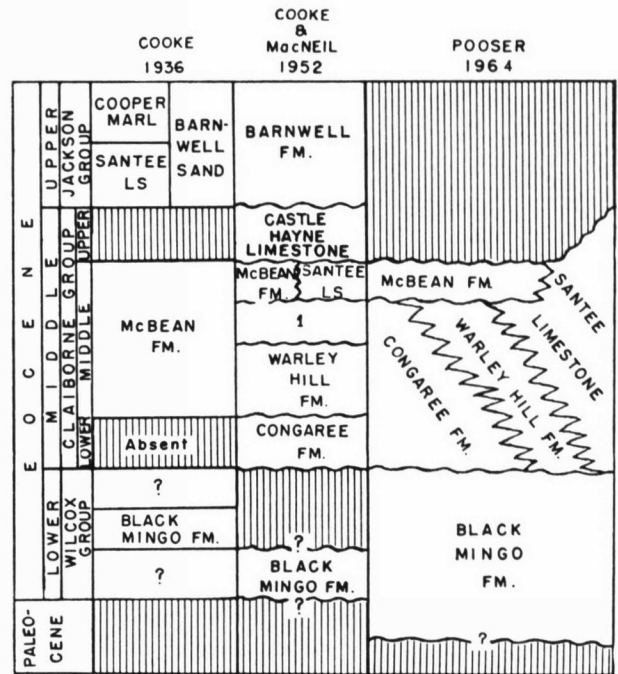 COOKE
1936
COOKE
&
MacNEIL
1952
POOSER
1964
EOCENE
UPPER
JACKSON
GROUP
MIDDLE
CLAIBORNE GROUP
UPPER
MIDDLE
LOWER
LOWER
WILCOX
GROUP
PALEO-
CENE
COOPER
MARL
SANTEE
LS
BARN-
WELL
SAND
McBEAN
FM.
Absent
?
BLACK
MINGO FM.
?
BARNWELL
FM.
CASTLE
HAYNE
LIMESTONE
McBEAN
FM.
SANTEE
LS
1
WARLEY
HILL
FM.
CONGAREE
FM.
?
BLACK
MINGO FM.
?
McBEAN FM.
SANTEE
LIMESTONE
WARLEY HILL FM.
CONGAREE FM.
BLACK
MINGO
FM.
?